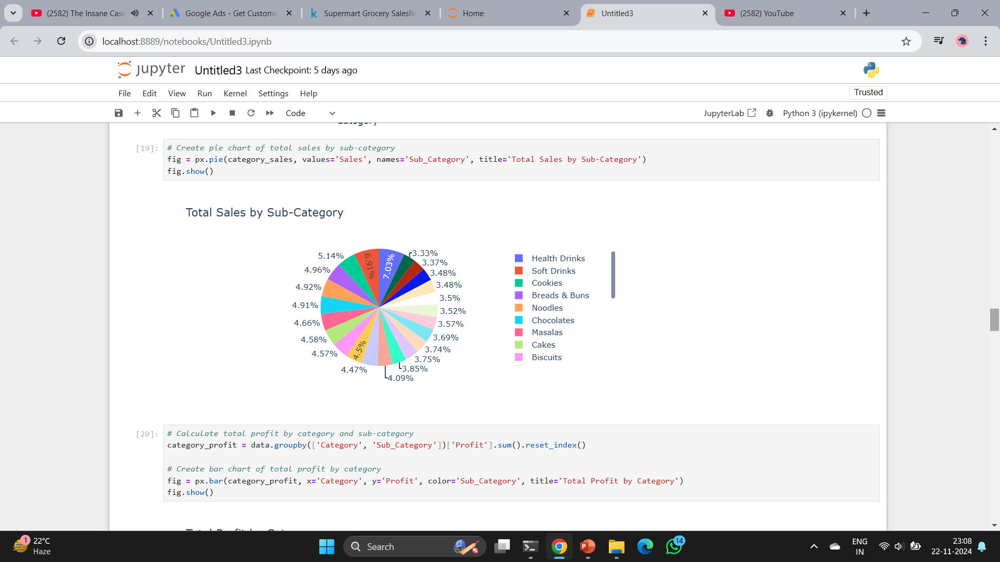 (2582) The Insane Case
Google Ads - Get Custome
Supermart Grocery SalesRe
Home
Untitled3
(2582) YouTube
localhost:8889/notebooks/Untitled3.ipynb
jupyter Untitled3 Last Checkpoint: 5 days ago
File Edit View Run Kernel Settings Help
Trusted
Code
JupyterLab
Python 3 (ipykernel)
Category
[19]:
# Create pie chart of total sales by sub-category
fig = px.pie(category_sales, values='Sales', names='Sub_Category', title='Total Sales by Sub-Category')
fig.show()
Total Sales by Sub-Category
7.03%
3.33%
3.37%
3.48%
3.48%
3.5%
3.52%
3.57%
3.69%
3.74%
3.75%
3.85%
4.09%
4.47%
4.5%
4.57%
4.58%
4.66%
4.91%
4.92%
4.96%
5.14%
6.91%
Health Drinks
Soft Drinks
Cookies
Breads & Buns
Noodles
Chocolates
Masalas
Cakes
Biscuits
[20]:
# Calculate total profit by category and sub-category
category_profit = data.groupby(['Category', 'Sub_Category'])['Profit'].sum().reset_index()
# Create bar chart of total profit by category
fig = px.bar(category_profit, x='Category', y='Profit', color='Sub_Category', title='Total Profit by Category')
fig.show()
1
22°C
Haze
Search
14
ENG
IN
23:08
22-11-2024